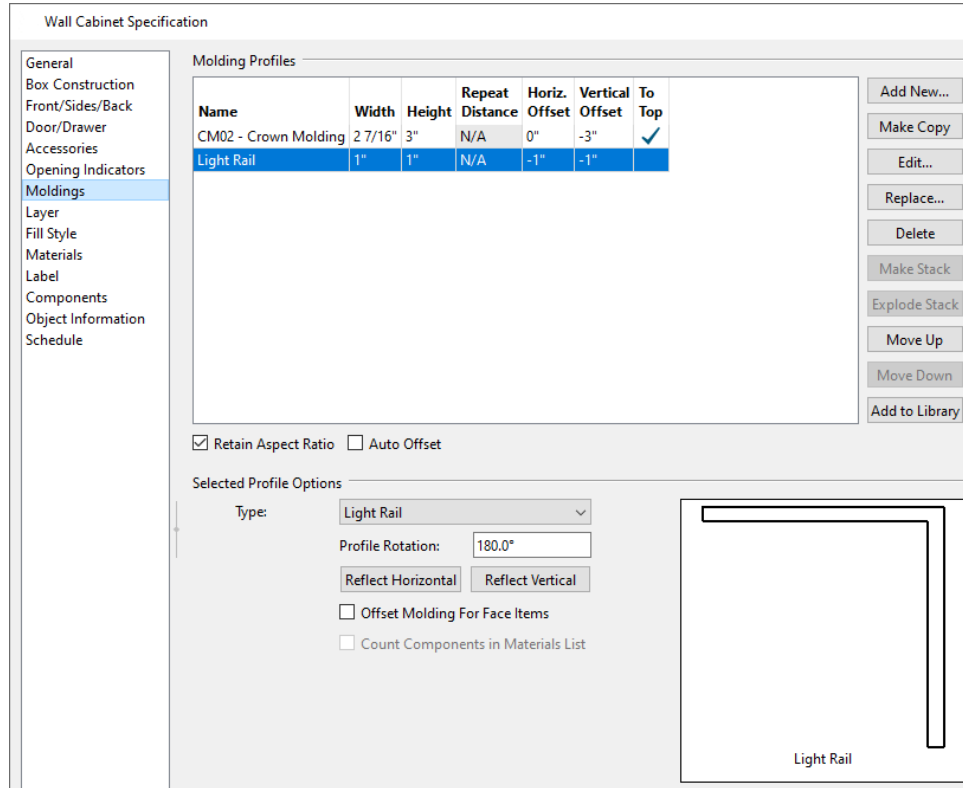 Wall Cabinet Specification
General
Box Construction
Front/Sides/Back
Door/Drawer
Accessories
Opening Indicators
Moldings
Layer
Fill Style
Materials
Label
Components
Object Information
Schedule
Molding Profiles
Name Width Height Repeat Distance Horiz. Offset Vertical Offset To Top
CM02 - Crown Molding 2 7/16" 3" N/A 0" -3"
Light Rail 1" 1" N/A -1" -1"
Add New...
Make Copy
Edit...
Replace...
Delete
Make Stack
Explode Stack
Move Up
Move Down
Add to Library
Retain Aspect Ratio Auto Offset
Selected Profile Options
Type: Light Rail
Profile Rotation: 180.0°
Reflect Horizontal Reflect Vertical
Offset Molding For Face Items
Count Components in Materials List
Light Rail